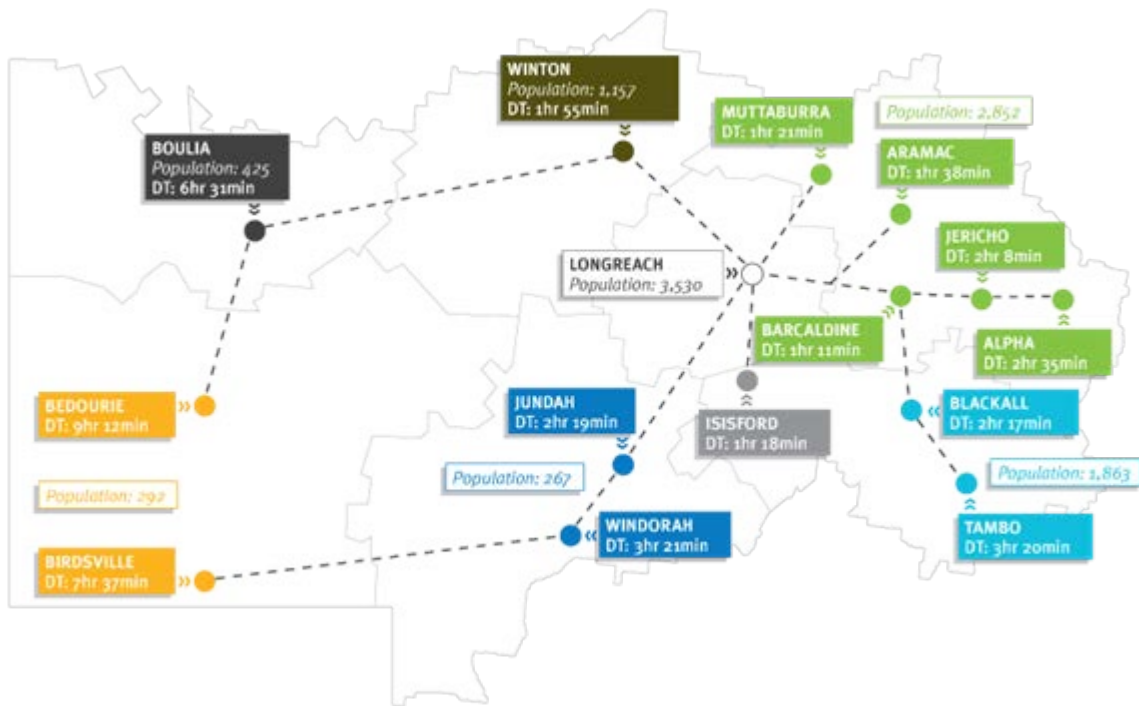 WINTON
Population: 1,157
DT: 1hr 55min
MUTTABURRA
DT: 1hr 21min
Population: 2,852
ARAMAC
DT: 1hr 38min
BOULIA
Population: 425
DT: 6hr 31min
JERICHO
DT: 2hr 8min
LONGREACH
Population: 3,530
BARCALDINE
DT: 1hr 11min
ALPHA
DT: 2hr 35min
BEDOURIE
DT: 9hr 12min
JUNDAH
DT: 2hr 19min
ISISFORD
DT: 1hr 18min
BLACKALL
DT: 2hr 17min
Population: 292
Population: 267
Population: 1,863
BIRDSVILLE
DT: 7hr 37min
WINDORAH
DT: 3hr 21min
TAMBO
DT: 3hr 20min